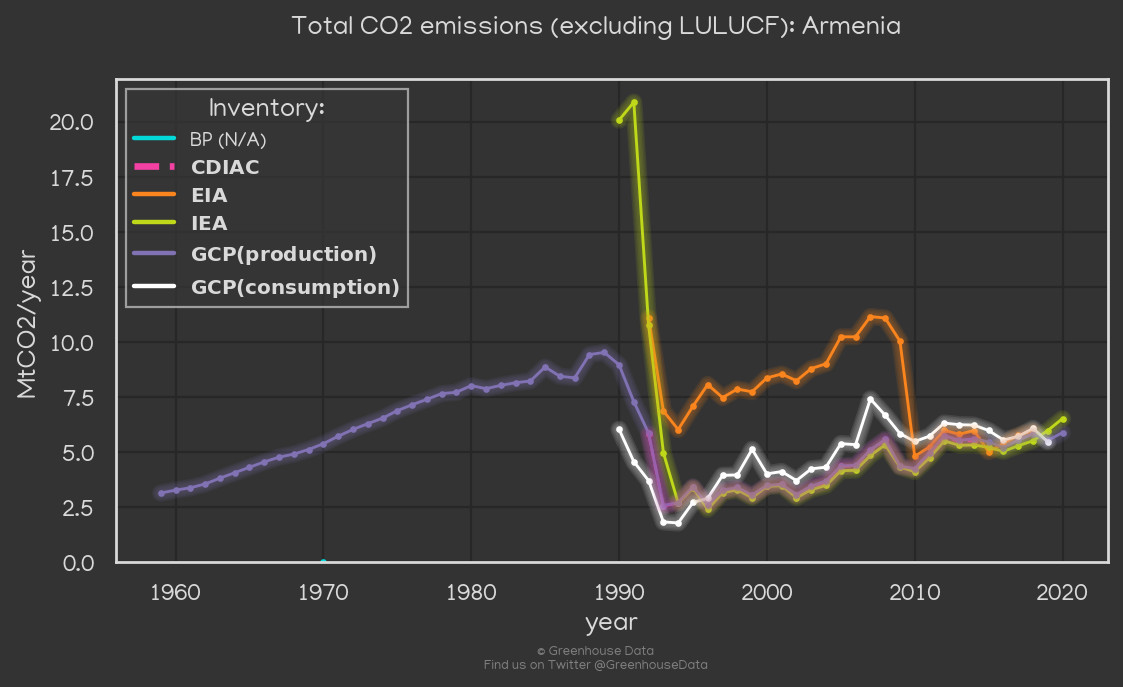 Total CO2 emissions (excluding LULUCF): Armenia
Inventory:
BP (N/A)
CDIAC
EIA
IEA
GCP(production)
GCP(consumption)
MtCO2/year
20.0
17.5
15.0
12.5
10.0
7.5
5.0
2.5
0.0
1960 1970 1980 1990 2000 2010 2020
year
© Greenhouse Data
Find us on Twitter @GreenhouseData